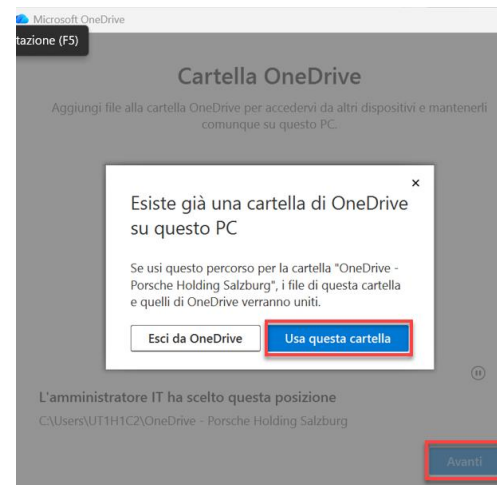 Microsoft OneDrive
tazione (F5)
Cartella OneDrive
Aggiungi file alla cartella OneDrive per accedervi da altri dispositivi e mantenerli
comunque su questo PC.
Esiste già una cartella di OneDrive
su questo PC
Se usi questo percorso per la cartella "OneDrive -
Porsche Holding Salzburg", i file di questa cartella
e quelli di OneDrive verranno uniti.
Esci da OneDrive
Usa questa cartella
L'amministratore IT ha scelto questa posizione
C:\Users\UT1H1C2\OneDrive - Porsche Holding Salzburg
Avanti